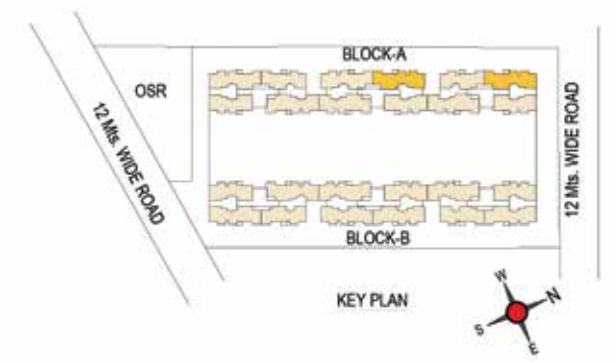 BLOCK-A
OSR
12 Mts. WIDE ROAD
12 Mts. WIDE ROAD
BLOCK-B
KEY PLAN
W
N
S
E